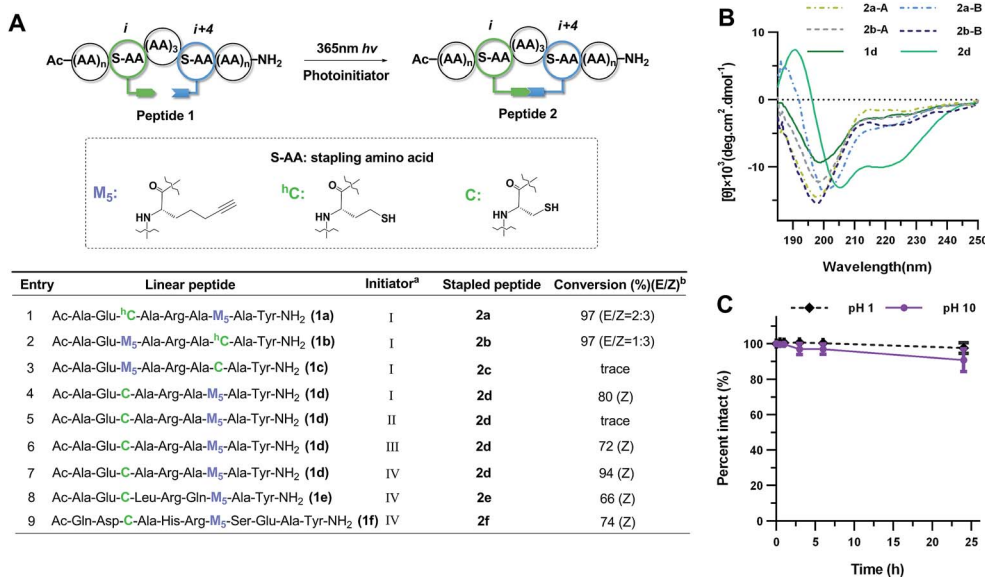 A
i
i+4
Ac (AA)n S-AA (AA)3 S-AA (AA)n NH2
365nm hv
Photoinitiator
i
i+4
Ac (AA)n S-AA (AA)3 S-AA (AA)n NH2
Peptide 1
Peptide 2
S-AA: stapling amino acid
M5:
O
HN
hC:
O
HN
SH
C:
O
HN
SH
Entry Linear peptide Initiatora Stapled peptide Conversion (%)(E/Z)b
1 Ac-Ala-Glu-hC-Ala-Arg-Ala-M5-Ala-Tyr-NH2 (1a) I 2a 97 (E/Z=2:3)
2 Ac-Ala-Glu-M5-Ala-Arg-Ala-hC-Ala-Tyr-NH2 (1b) I 2b 97 (E/Z=1:3)
3 Ac-Ala-Glu-M5-Ala-Arg-Ala-C-Ala-Tyr-NH2 (1c) I 2c trace
4 Ac-Ala-Glu-C-Ala-Arg-Ala-M5-Ala-Tyr-NH2 (1d) I 2d 80 (Z)
5 Ac-Ala-Glu-C-Ala-Arg-Ala-M5-Ala-Tyr-NH2 (1d) II 2d trace
6 Ac-Ala-Glu-C-Ala-Arg-Ala-M5-Ala-Tyr-NH2 (1d) III 2d 72 (Z)
7 Ac-Ala-Glu-C-Ala-Arg-Ala-M5-Ala-Tyr-NH2 (1d) IV 2d 94 (Z)
8 Ac-Ala-Glu-C-Leu-Arg-Gln-M5-Ala-Tyr-NH2 (1e) IV 2e 66 (Z)
9 Ac-Gln-Asp-C-Ala-His-Arg-M5-Ser-Glu-Ala-Tyr-NH2 (1f) IV 2f 74 (Z)
B
2a-A 2a-B
2b-A 2b-B
1d 2d
[θ]×10³(deg.cm².dmol⁻¹)
10
0
-10
190 200 210 220 230 240 250
Wavelength(nm)
C
pH 1 pH 10
Percent intact (%)
100
80
60
40
20
0
0 5 10 15 20 25
Time (h)